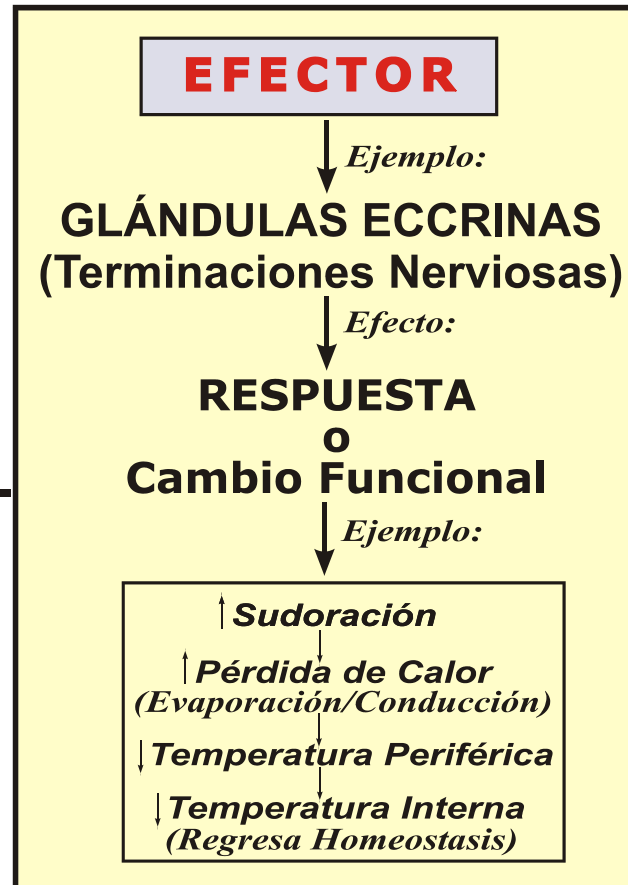 EFECTOR
Ejemplo:
GLÁNDULAS ECCRINAS
(Terminaciones Nerviosas)
Efecto:
RESPUESTA
o
Cambio Funcional
Ejemplo:
↑ Sudoración
↑ Pérdida de Calor
(Evaporación/Conducción)
↓ Temperatura Periférica
↓ Temperatura Interna
(Regresa Homeostasis)